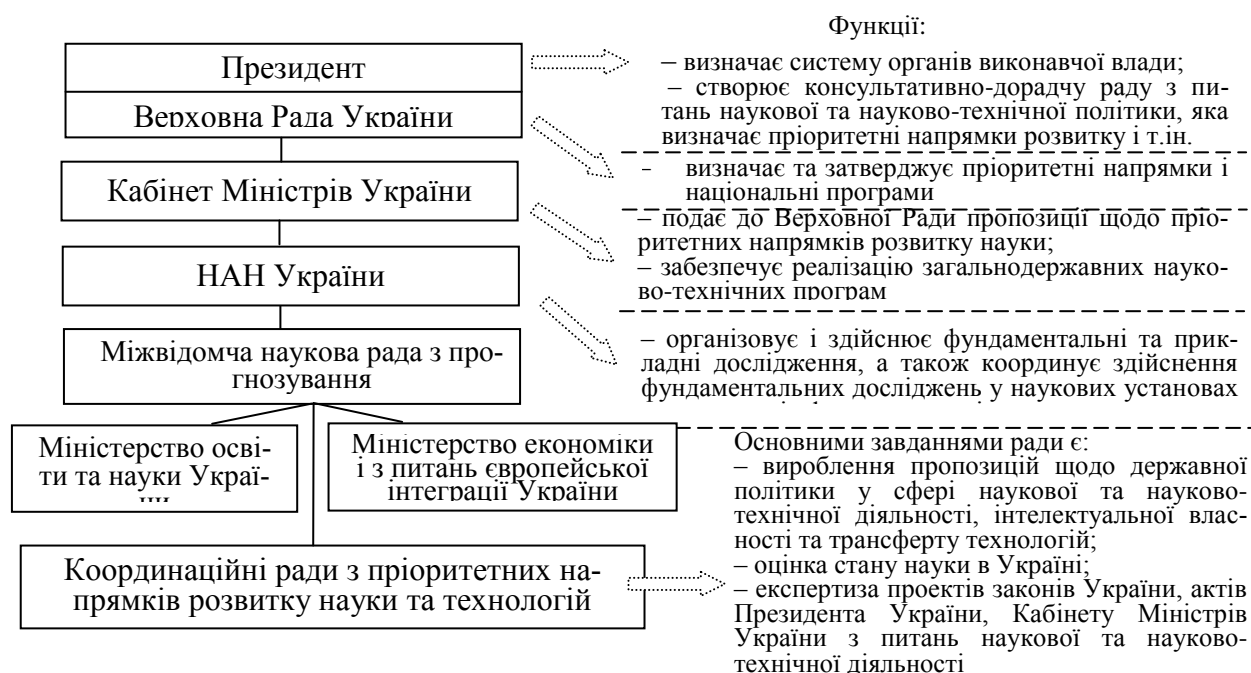 Функції:
Президент
Верховна Рада України
Кабінет Міністрів України
НАН України
Міжвідомча наукова рада з про-
гнозування
Міністерство осві-
ти та науки Украї-
ни
Міністерство економіки
і з питань європейської
інтеграції України
Координаційні ради з пріоритетних на-
прямків розвитку науки та технологій
– визначає систему органів виконавчої влади;
– створює консультативно-дорадчу раду з пи-
тань наукової та науково-технічної політики, яка
визначає пріоритетні напрямки розвитку і т.ін.
- визначає та затверджує пріоритетні напрямки і
національні програми
– подає до Верховної Ради пропозиції щодо прі-
оритетних напрямків розвитку науки;
– забезпечує реалізацію загальнодержавних науко-
во-технічних програм
– організовує і здійснює фундаментальні та прик-
ладні дослідження, а також координує здійснення
фундаментальних досліджень у наукових установах
Основними завданнями ради є:
– вироблення пропозицій щодо державної
політики у сфері наукової та науково-
технічної діяльності, інтелектуальної влас-
ності та трансферту технологій;
– оцінка стану науки в Україні;
– експертиза проектів законів України, актів
Президента України, Кабінету Міністрів
України з питань наукової та науково-
технічної діяльності